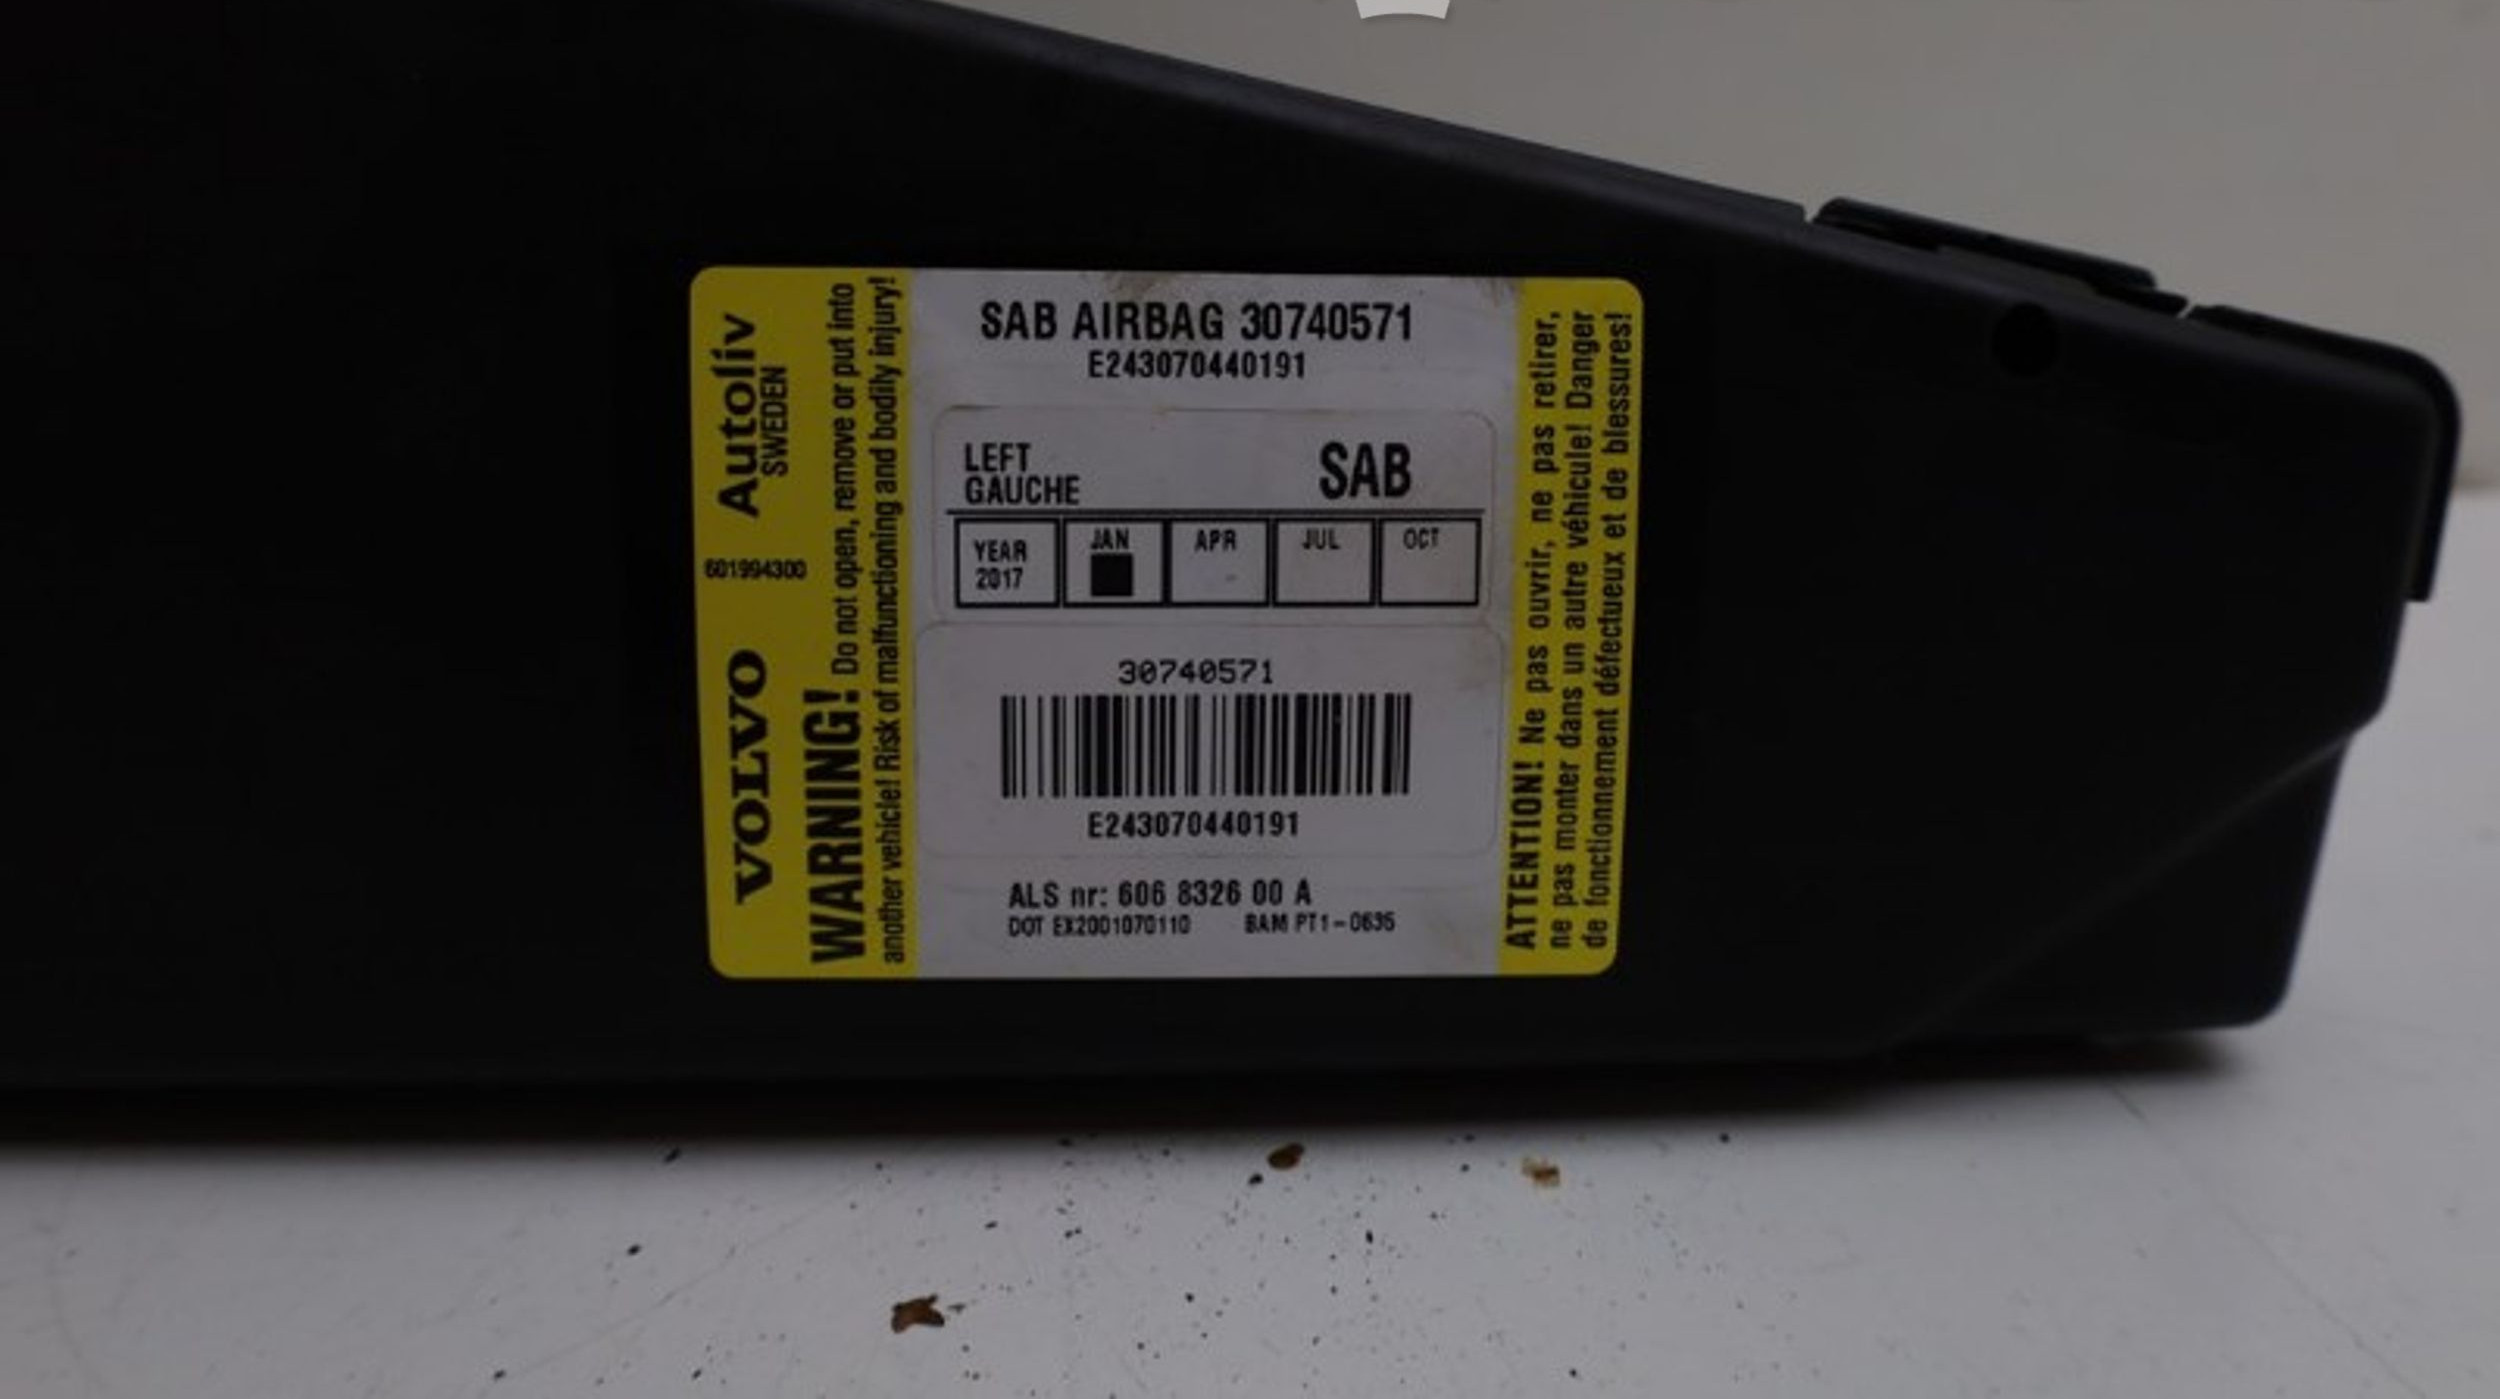 VOLVO 601994300 Autoliv
SWEDEN
WARNING! Do not open, remove or put into
another vehicle! Risk of malfunctioning and bodily injury!
SAB AIRBAG 30740571
E243070440191
LEFT
GAUCHE
SAB
YEAR
2017
JAN
APR
JUL
OCT
30740571
E243070440191
ALS nr: 606 8326 00 A
DOT EX2001070110 BAM PT1-0635
ATTENTION! Ne pas ouvrir, ne pas retirer,
ne pas monter dans un autre véhicule! Danger
de fonctionnement défectueux et de blessures!